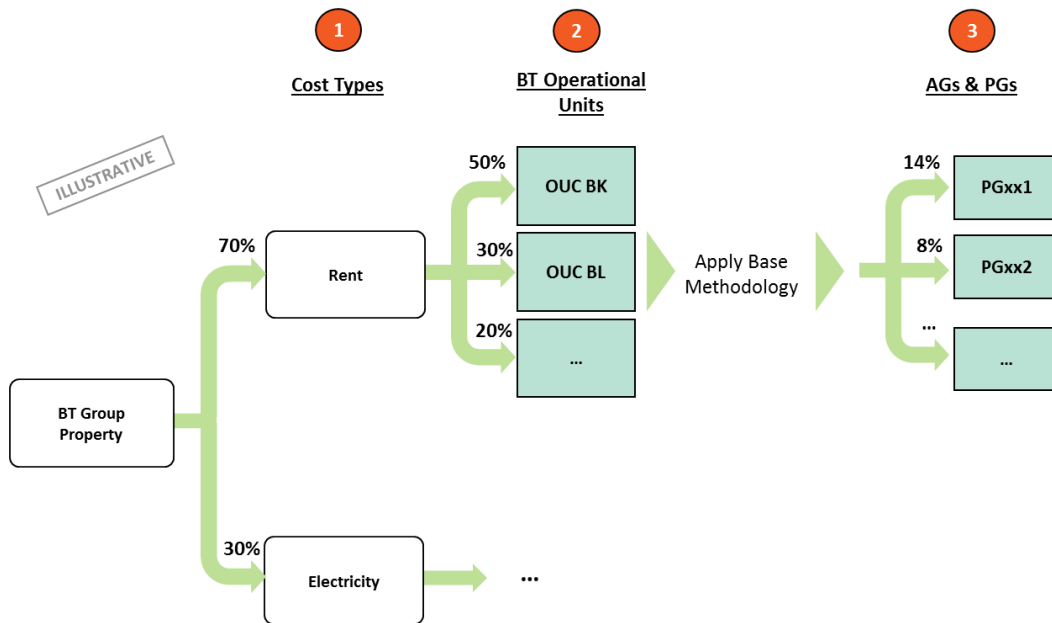 1
2
3
Cost Types
BT Operational
Units
AGs & PGs
ILLUSTRATIVE
50%
OUC BK
14%
PGxx1
70%
Rent
30%
OUC BL
Apply Base
Methodology
8%
PGxx2
20%
...
...
...
BT Group
Property
30%
Electricity
...